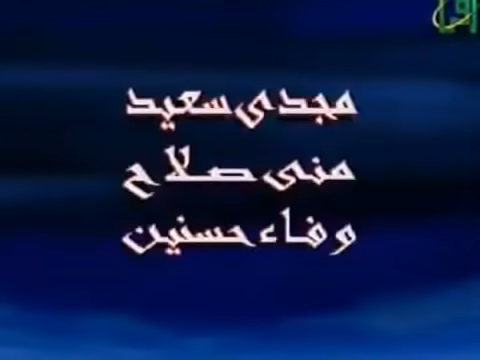 مجدى سعيد
منى صلاح
وفاء حسنين